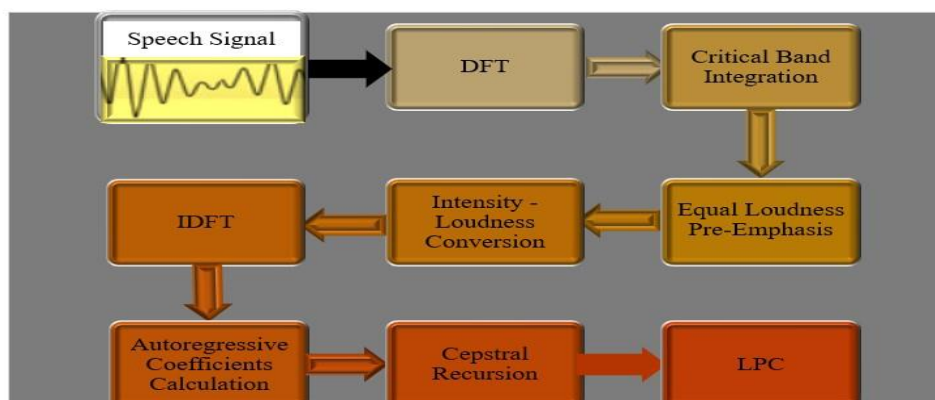 Speech Signal
DFT
Critical Band
Integration
Equal Loudness
Pre-Emphasis
Intensity -
Loudness
Conversion
IDFT
Autoregressive
Coefficients
Calculation
Cepstral
Recursion
LPC